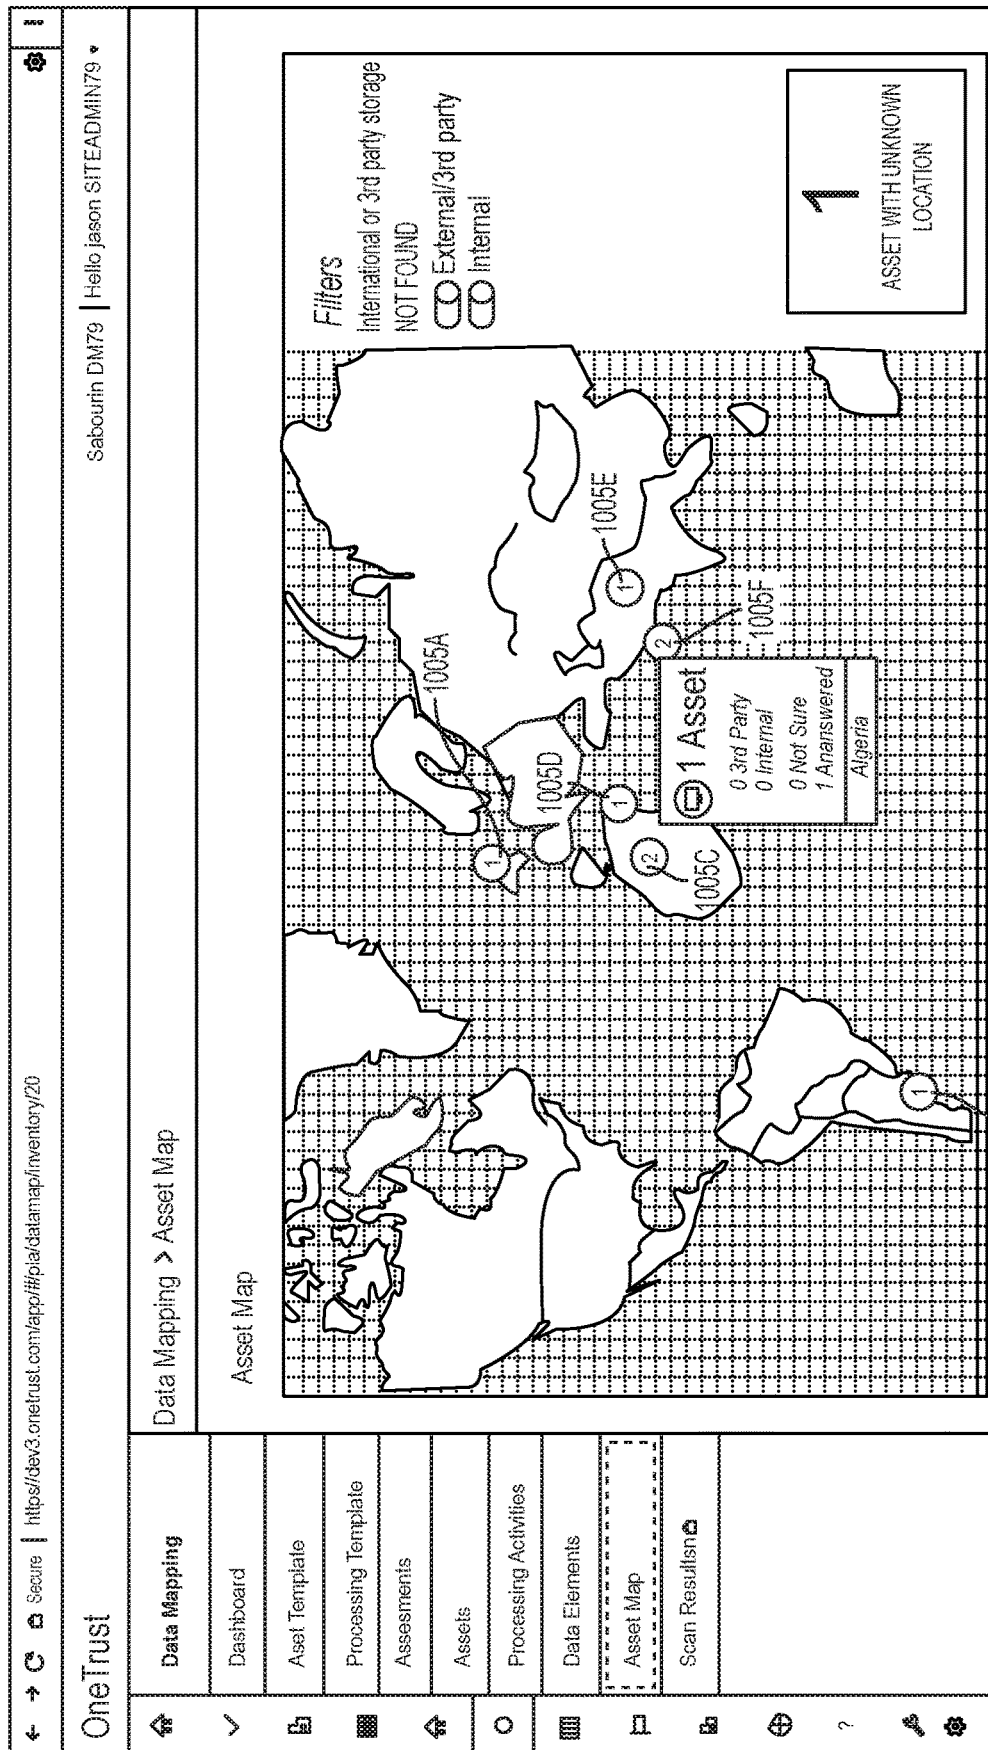 Secure | https//dev3.onetrust.com/app/#/pia/datamap/inventory/20
OneTrust
Sabourin DM79 | Hello jason SITEADMIN79
Data Mapping
Dashboard
Aset Template
Processing Template
Assesments
Assets
Processing Activities
Data Elements
Asset Map
Scan Resultsn
?
Data Mapping > Asset Map
Asset Map
Filters
International or 3rd party storage
NOT FOUND
External/3rd party
Internal
1005A
1
1005D
1
1005E
1
2
1005C
2
1005F
1 Asset
0 3rd Party
0 Internal
0 Not Sure
1 Ananswered
Algeria
1
1
ASSET WITH UNKNOWN
LOCATION